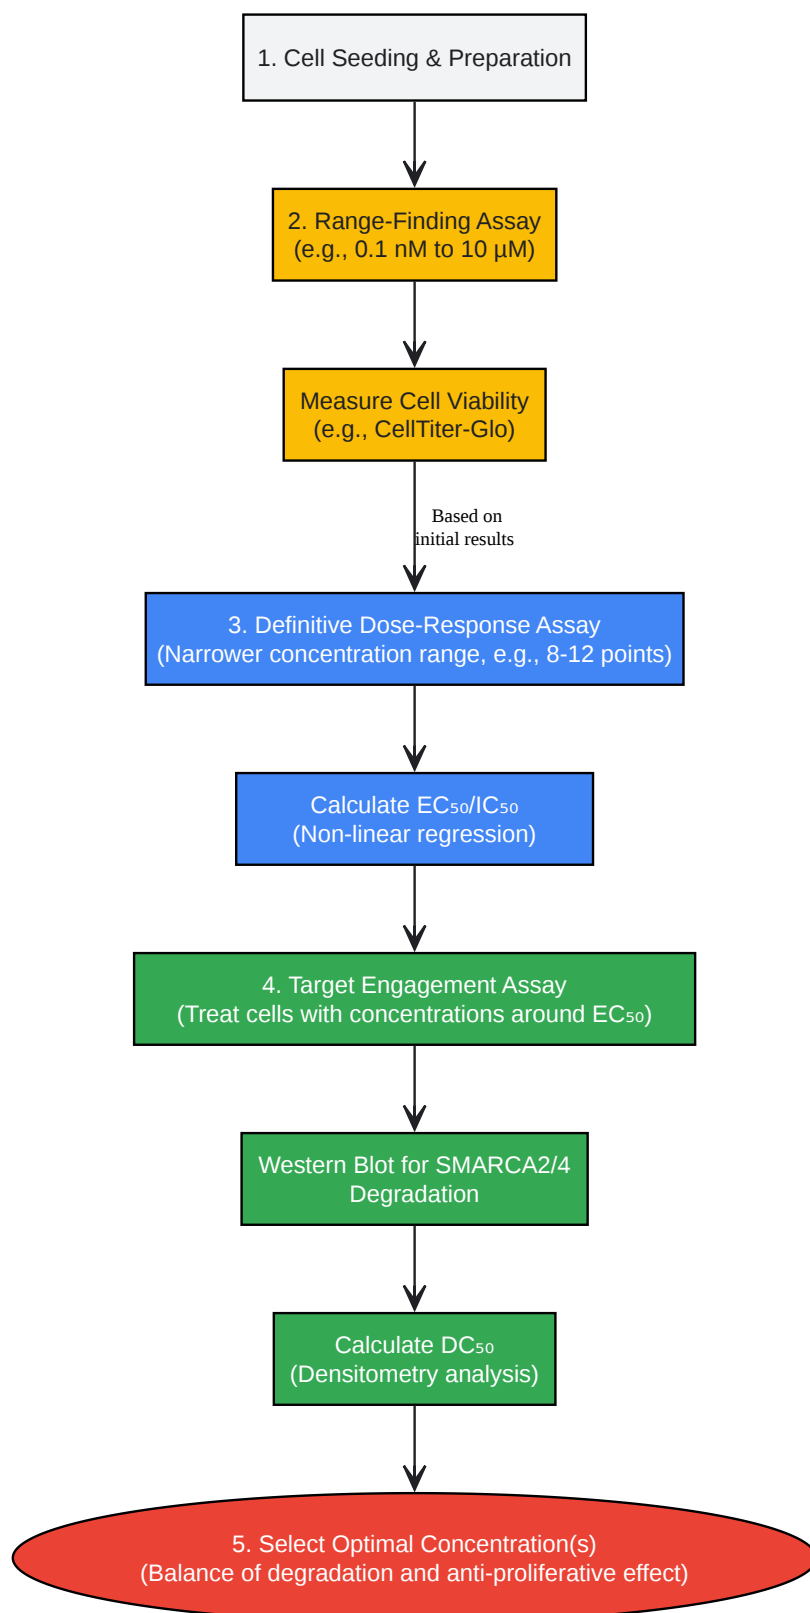 1. Cell Seeding & Preparation
2. Range-Finding Assay
(e.g., 0.1 nM to 10 µM)
Measure Cell Viability
(e.g., CellTiter-Glo)
Based on
initial results
3. Definitive Dose-Response Assay
(Narrower concentration range, e.g., 8-12 points)
Calculate EC₅₀/IC₅₀
(Non-linear regression)
4. Target Engagement Assay
(Treat cells with concentrations around EC₅₀)
Western Blot for SMARCA2/4
Degradation
Calculate DC₅₀
(Densitometry analysis)
5. Select Optimal Concentration(s)
(Balance of degradation and anti-proliferative effect)